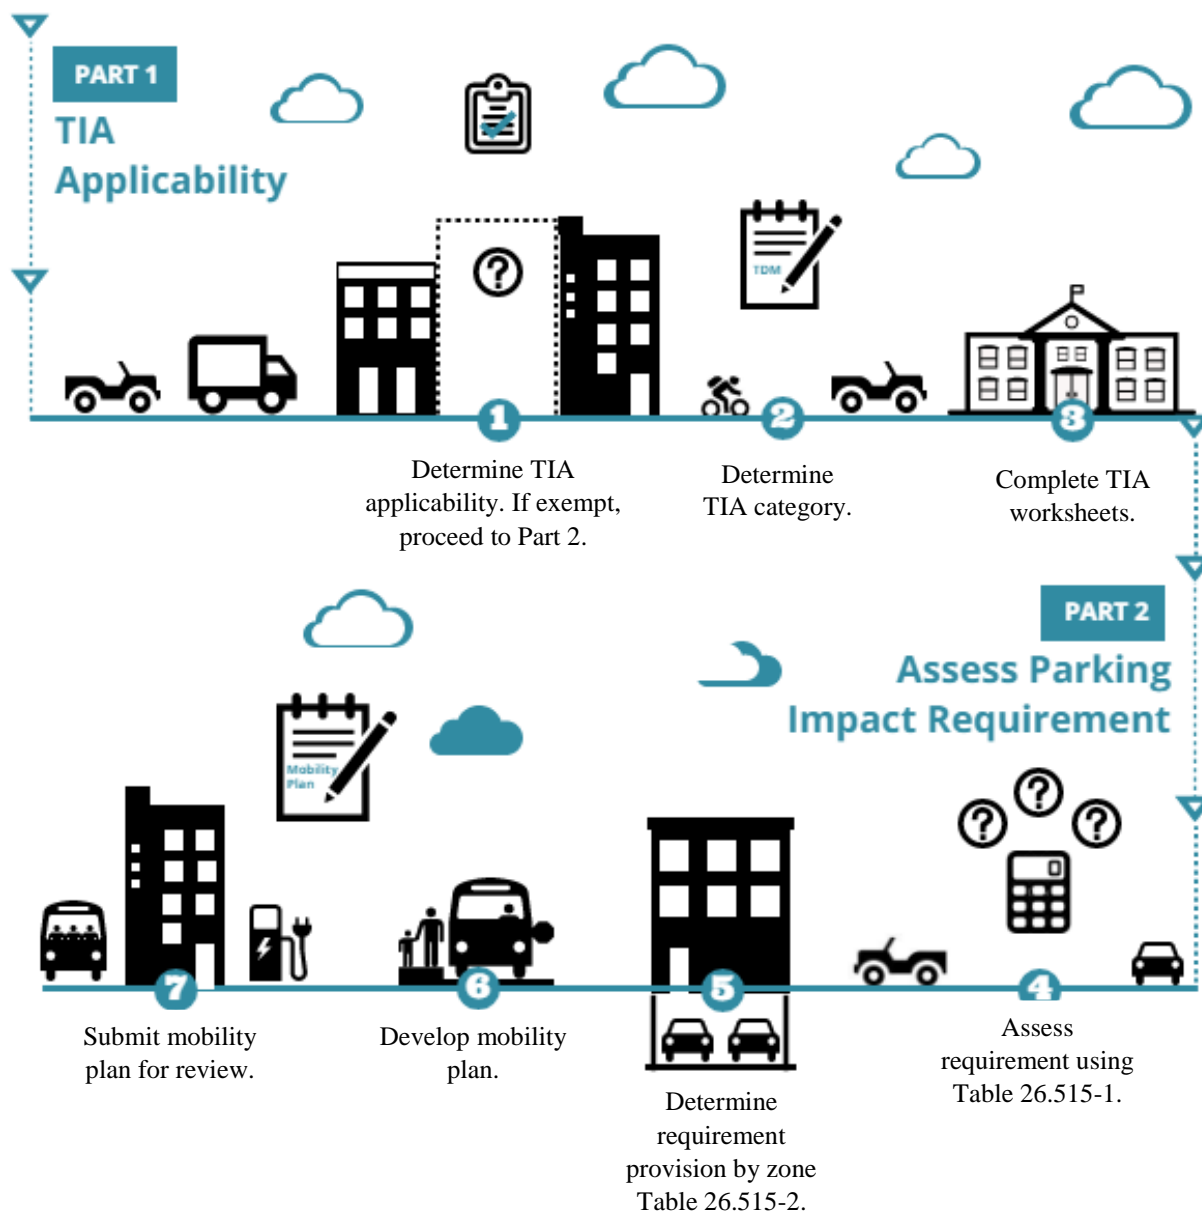 PART 1
TIA
Applicability
?
TDM
1
Determine TIA
applicability. If exempt,
proceed to Part 2.
2
Determine
TIA category.
3
Complete TIA
worksheets.
PART 2
Assess Parking
Impact Requirement
? ? ?
0
4
Assess
requirement using
Table 26.515-1.
5
Determine
requirement
provision by zone
Table 26.515-2.
6
Develop mobility
plan.
Mobility
Plan
7
Submit mobility
plan for review.